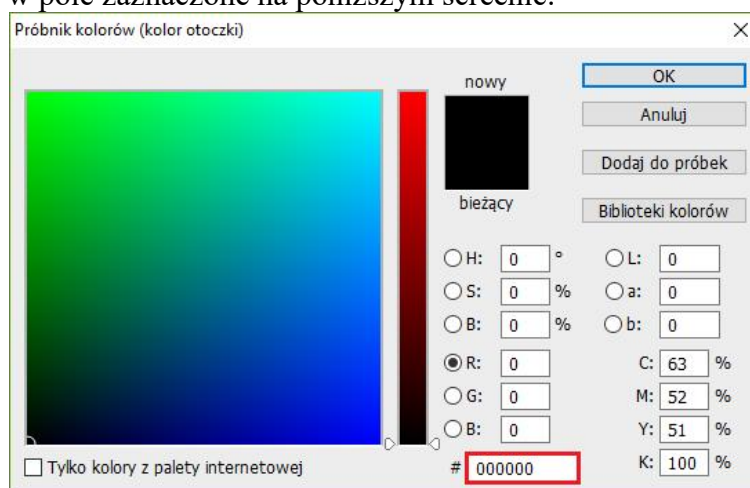 w pole zaznaczone na poniższym screenie:
Próbnik kolorów (kolor otoczki)
nowy
bieżący
OK
Anuluj
Dodaj do próbek
Biblioteki kolorów
H: 0 °
S: 0 %
B: 0 %
R: 0
G: 0
B: 0
# 000000
L: 0
a: 0
b: 0
C: 63 %
M: 52 %
Y: 51 %
K: 100 %
Tylko kolory z palety internetowej